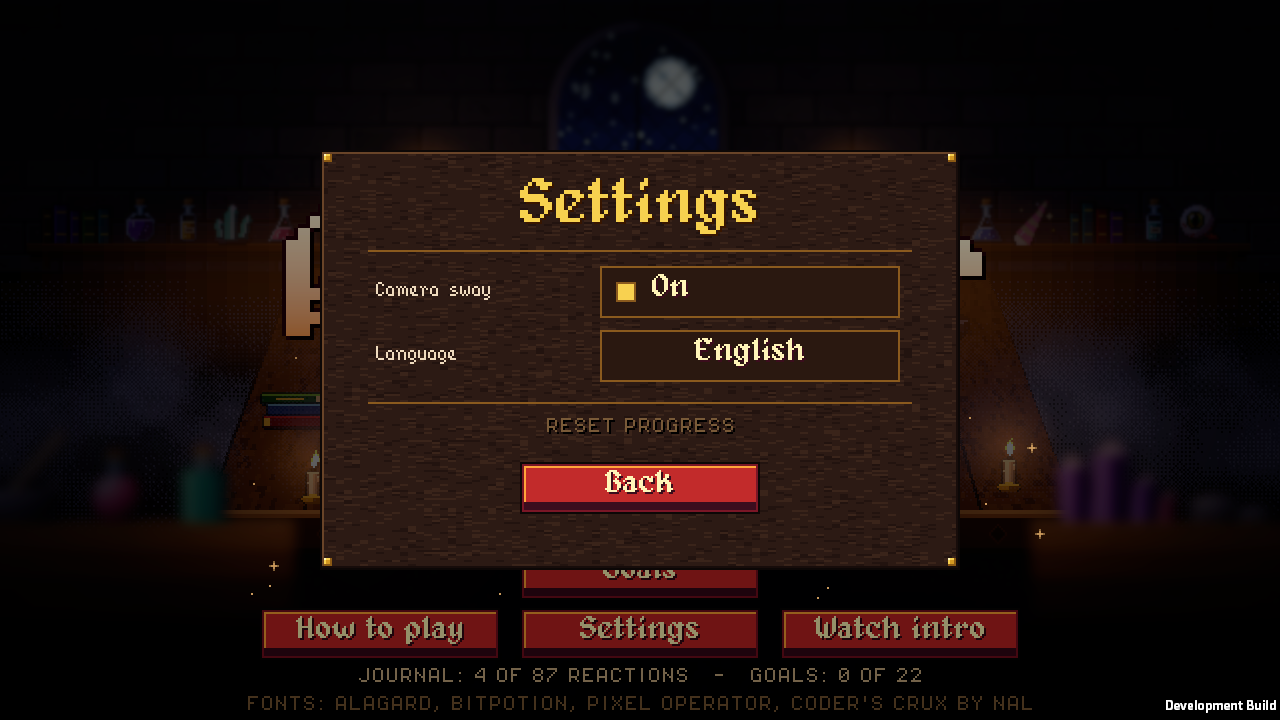 Settings
Camera sway
On
Language
English
RESET PROGRESS
Back
Goals
How to play
Settings
Watch intro
JOURNAL: 4 OF 87 REACTIONS - GOALS: 0 OF 22
FONTS: ALAGARD, BITPOTION, PIXEL OPERATOR, CODER'S CRUX BY NAL
Development Build